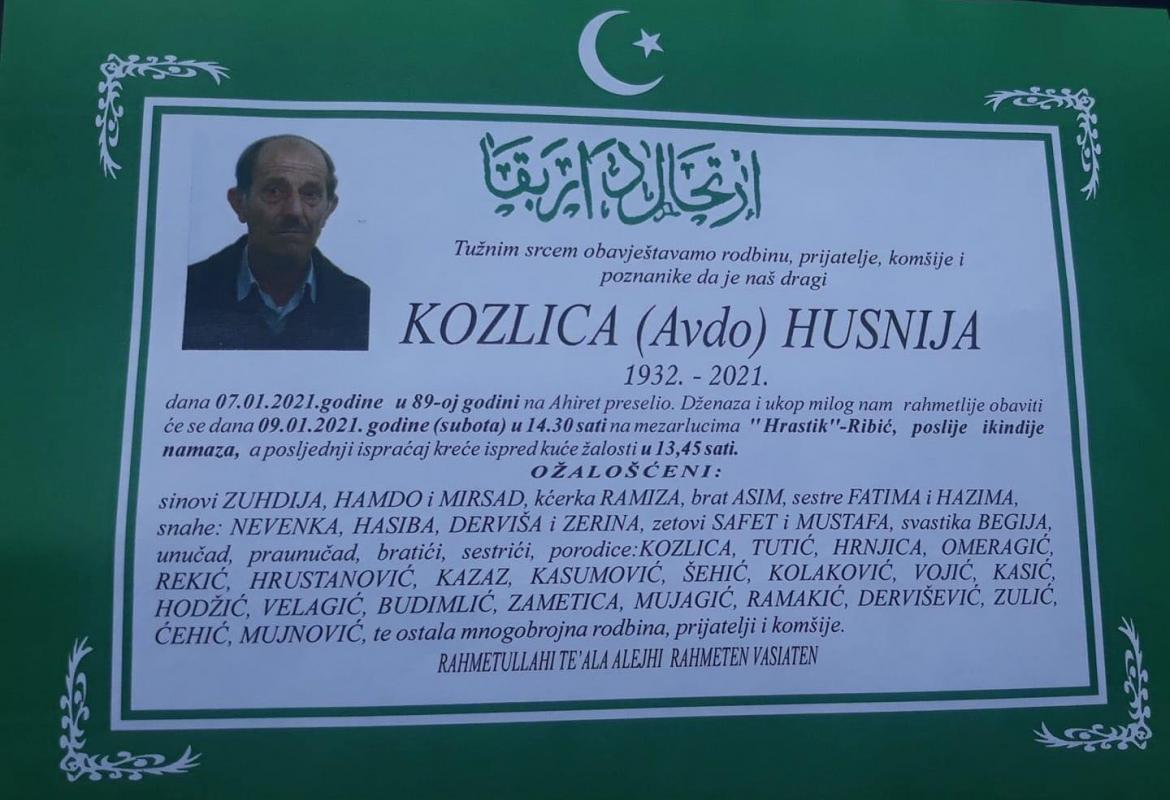 ارتحال دار بقا
Tužnim srcem obavještavamo rodbinu, prijatelje, komšije i
poznanike da je naš dragi
KOZLICA (Avdo) HUSNIJA
1932. - 2021.
dana 07.01.2021.godine u 89-oj godini na Ahiret preselio. Dženaza i ukop milog nam rahmetlije obaviti
će se dana 09.01.2021. godine (subota) u 14.30 sati na mezarlucima "Hrastik"-Ribić, poslije ikindije
namaza, a posljednji ispraćaj kreće ispred kuće žalosti u 13,45 sati.
OŽALOŠĆENI:
sinovi ZUHDIJA, HAMDO i MIRSAD, kćerka RAMIZA, brat ASIM, sestre FATIMA i HAZIMA,
snahe: NEVENKA, HASIBA, DERVIŠA i ZERINA, zetovi SAFET i MUSTAFA, svastika BEGIJA,
unučad, praunučad, bratići, sestrići, porodice:KOZLICA, TUTIĆ, HRNJICA, OMERAGIĆ,
REKIĆ, HRUSTANOVIĆ, KAZAZ, KASUMOVIĆ, ŠEHIĆ, KOLAKOVIĆ, VOJIĆ, KASIĆ,
HODŽIĆ, VELAGIĆ, BUDIMLIĆ, ZAMETICA, MUJAGIĆ, RAMAKIĆ, DERVIŠEVIĆ, ZULIĆ,
ĆEHIĆ, MUJNOVIĆ, te ostala mnogobrojna rodbina, prijatelji i komšije.
RAHMETULLAHI TE'ALA ALEJHI RAHMETEN VASIATEN